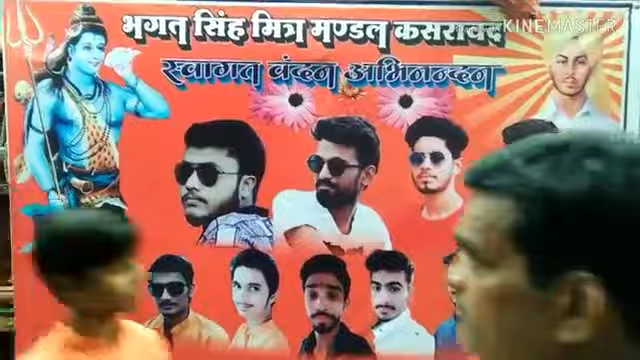 भगत सिंह मित्र मण्डल कसरावद
स्वागत वंदन अभिनन्दन
KINEMASTER